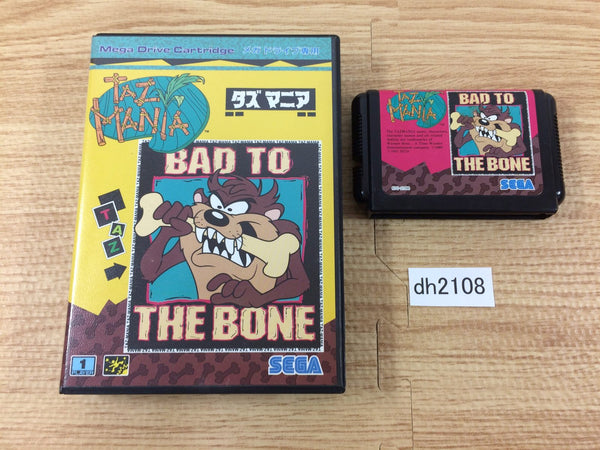 Mega Drive Cartridge メガドライブ専用
TAZ
MANIA
TM
タズ マニア
BAD TO
THE BONE
TAZ
1
PLAYER
SEGA
TAZ
MANIA
BAD TO
THE BONE
SEGA
dh2108